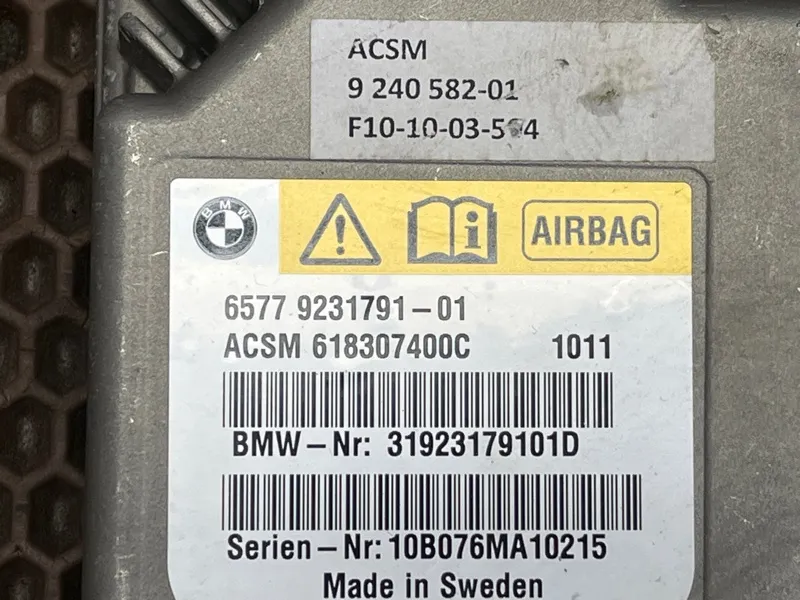 ACSM
9 240 582-01
BMW
AIRBAG
6577 9231791-01
ACSM 618307400C 1011
BMW-Nr: 31923179101D
Serien-Nr: 10B076MA10215
Made in Sweden